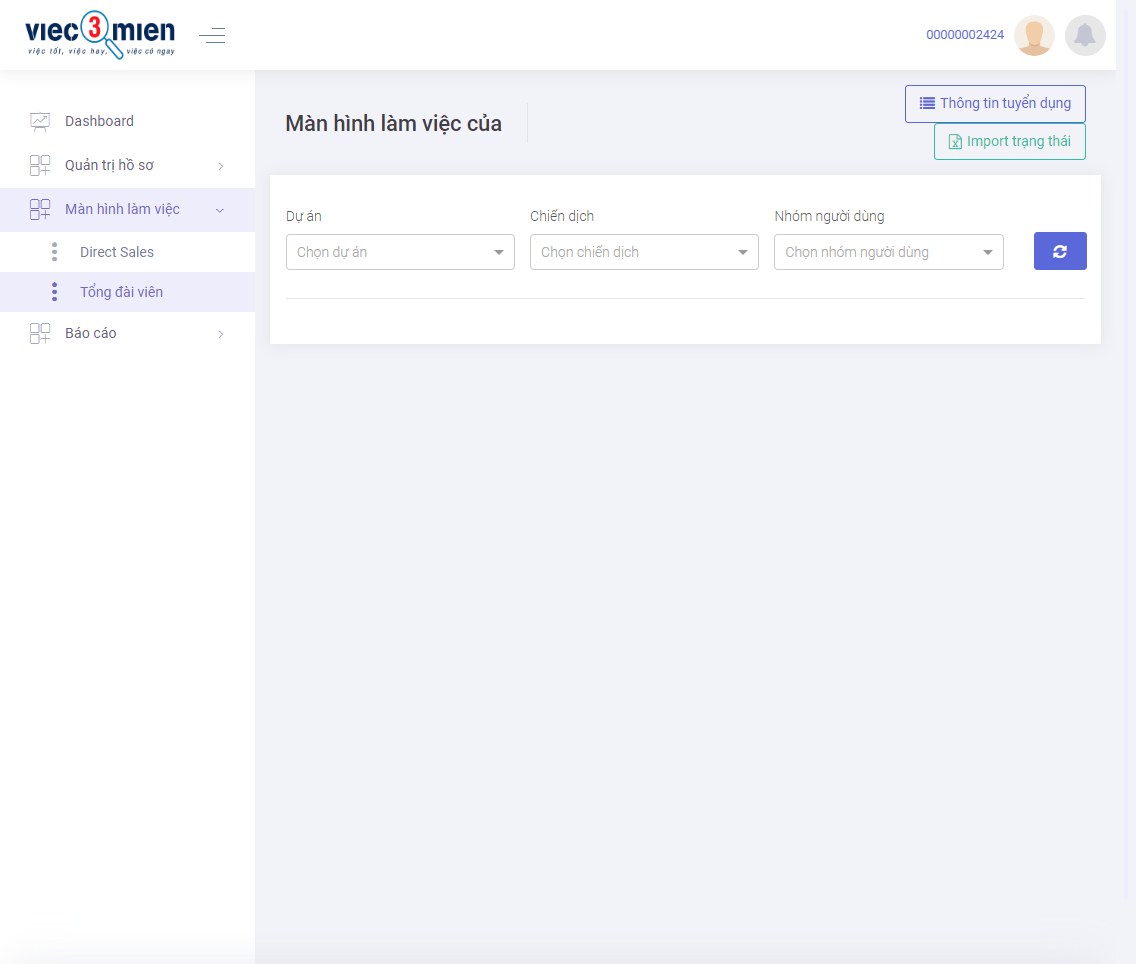 viec3mien
việc tốt, việc hay, việc có ngay
00000002424
Dashboard
Quản trị hồ sơ
Màn hình làm việc
Direct Sales
Tổng đài viên
Báo cáo
Màn hình làm việc của
Thông tin tuyển dụng
Import trạng thái
Dự án
Chiến dịch
Nhóm người dùng
Chọn dự án
Chọn chiến dịch
Chọn nhóm người dùng